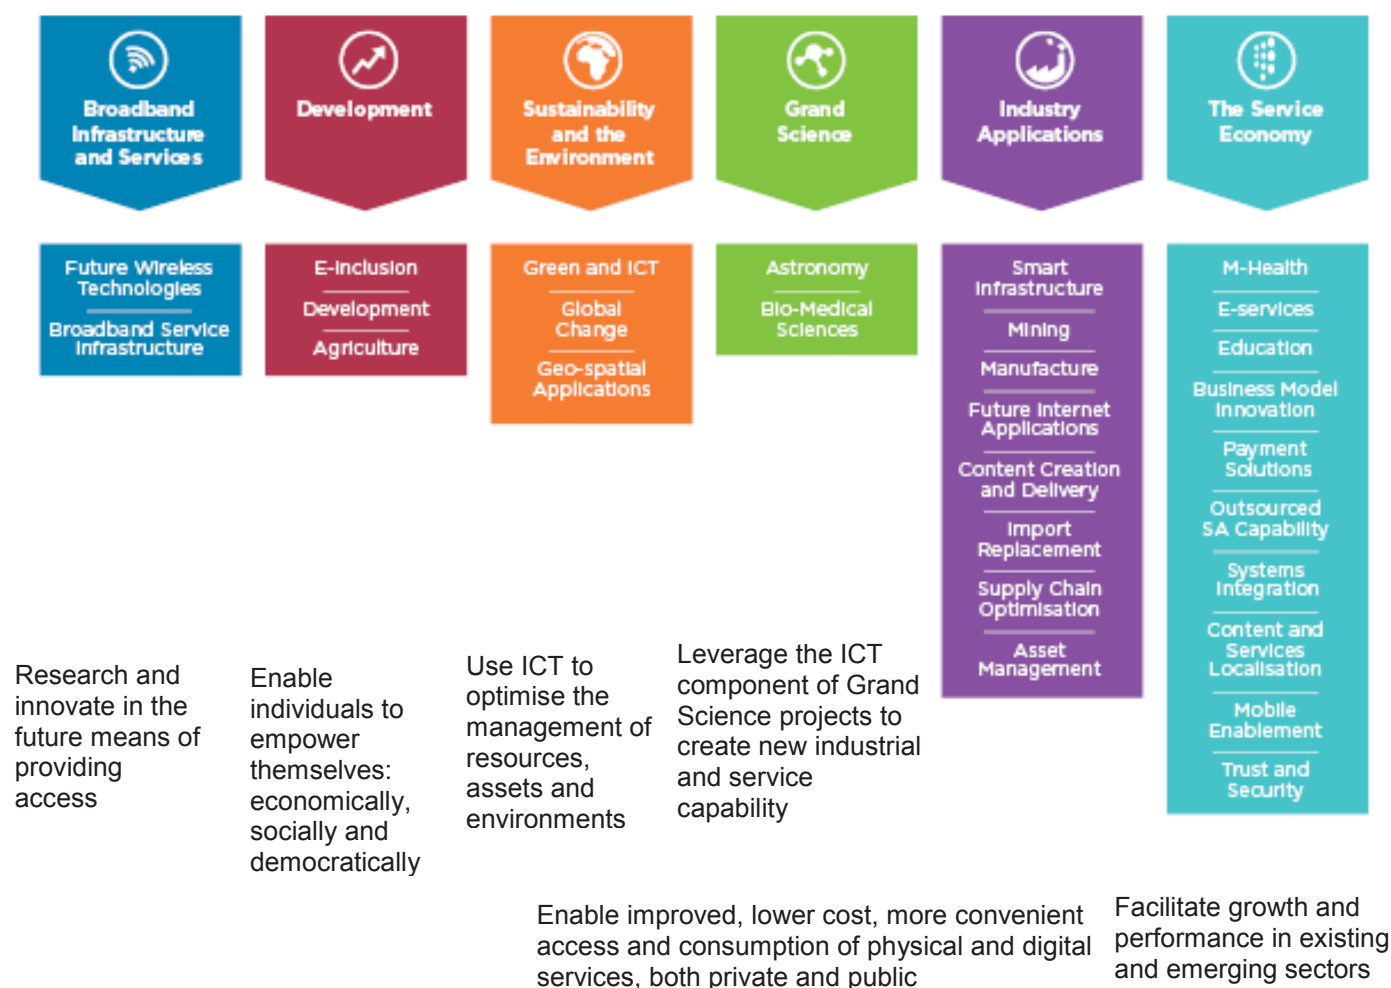 Broadband
Infrastructure
and Services
Development
Sustainability
and the
Environment
Grand
Science
Industry
Applications
The Service
Economy
Future Wireless
Technologies
Broadband Service
Infrastructure
E-Inclusion
Development
Agriculture
Green and ICT
Global
Change
Geo-spatial
Applications
Astronomy
Bio-Medical
Sciences
Smart
Infrastructure
Mining
Manufacture
Future Internet
Applications
Content Creation
and Delivery
Import
Replacement
Supply Chain
Optimisation
Asset
Management
M-Health
E-services
Education
Business Model
Innovation
Payment
Solutions
Outsourced
SA Capability
Systems
Integration
Content and
Services
Localisation
Mobile
Enablement
Trust and
Security
Research and
innovate in the
future means of
providing
access
Enable
individuals to
empower
themselves:
economically,
socially and
democratically
Use ICT to
optimise the
management of
resources,
assets and
environments
Leverage the ICT
component of Grand
Science projects to
create new industrial
and service
capability
Enable improved, lower cost, more convenient
access and consumption of physical and digital
services, both private and public
Facilitate growth and
performance in existing
and emerging sectors